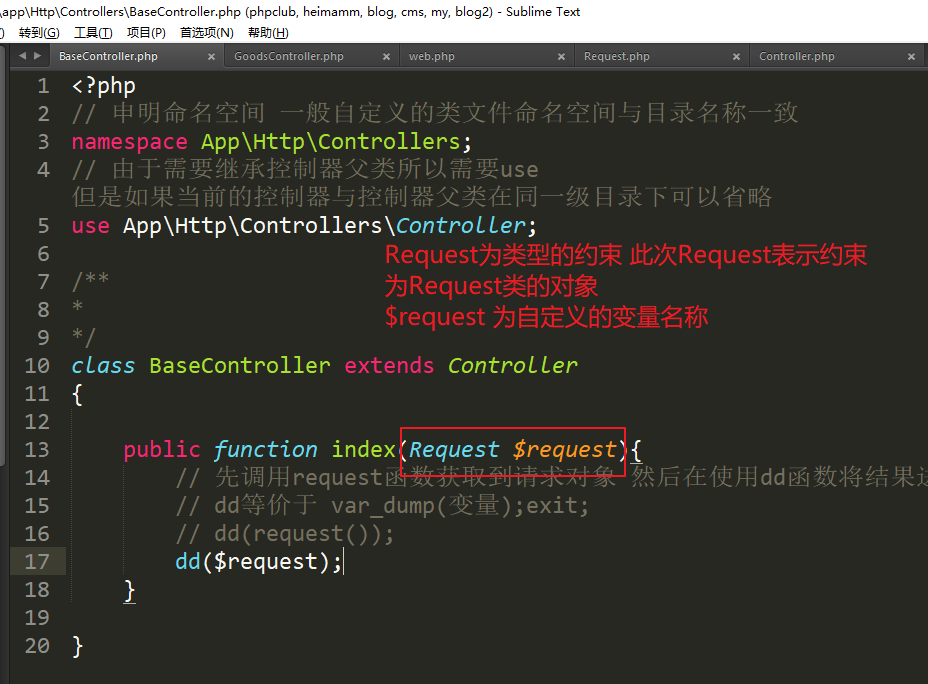 \app\Http\Controllers\BaseController.php (phpclub, heimamm, blog, cms, my, blog2) - Sublime Text
转到(G) 工具(T) 项目(P) 首选项(N) 帮助(H)
BaseController.php × GoodsController.php × web.php × Request.php × Controller.php ×
1 <?php
2 // 申明命名空间 一般自定义的类文件命名空间与目录名称一致
3 namespace App\Http\Controllers;
4 // 由于需要继承控制器父类所以需要use
但是如果当前的控制器与控制器父类在同一级目录下可以省略
5 use App\Http\Controllers\Controller;
6
Request为类型的约束 此次Request表示约束
为Request类的对象
$request 为自定义的变量名称
7 /**
8 *
9 */
10 class BaseController extends Controller
11 {
12
13 public function index(Request $request){
14 // 先调用request函数获取到请求对象 然后在使用dd函数将结果
15 // dd等价于 var_dump(变量);exit;
16 // dd(request());
17 dd($request);
18 }
19
20 }